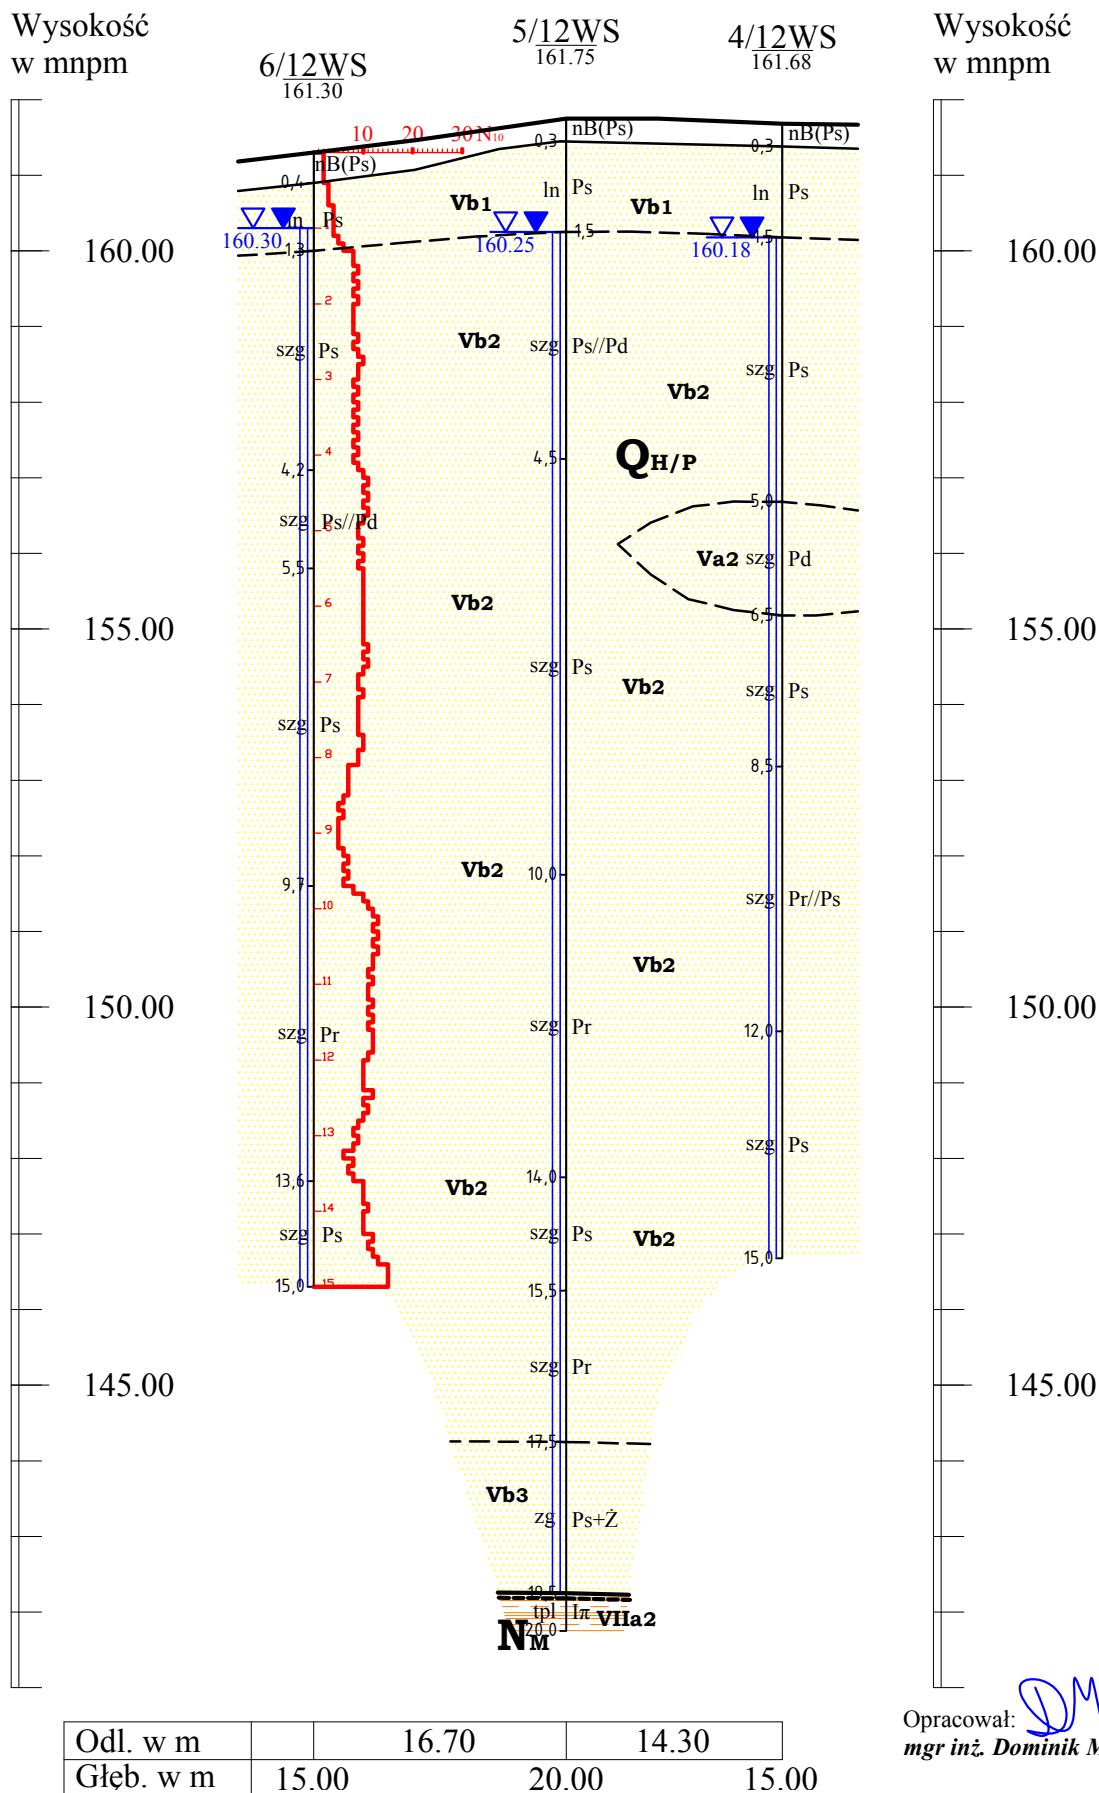 Wysokość
w mnpm
6/12WS
161.30
5/12WS
161.75
4/12WS
161.68
Wysokość
w mnpm
10 20 30 N10
nB(Ps)
nB(Ps)
nB(Ps)
0,4
0,3
0,3
ln Ps
ln Ps
ln Ps
Vb1
Vb1
160.30
160.25
160.18
1,3
1,5
1,5
160.00
160.00
2
szg Ps
Vb2
szg Ps//Pd
szg Ps
3
Vb2
4
4,2
4,5
QH/P
5,0
szg Ps//Pd
5
5,5
Va2
szg Pd
6
Vb2
6,5
155.00
155.00
7
szg Ps
Vb2
szg Ps
szg Ps
8
8,5
9
9,7
Vb2
10,0
10
szg Pr//Ps
Vb2
11
150.00
150.00
szg Pr
szg Pr
12
12,0
13
szg Ps
13,6
Vb2
14,0
14
szg Ps
szg Ps
Vb2
15,0
15
15,5
15,0
szg Pr
145.00
145.00
17,5
Vb3
zg Ps+Ż
19,5
tpl Iπ
VIIa2
20,0
NM
Opracował:
mgr inż. Dominik M
Odl. w m 16.70 14.30
Głęb. w m 15.00 20.00 15.00